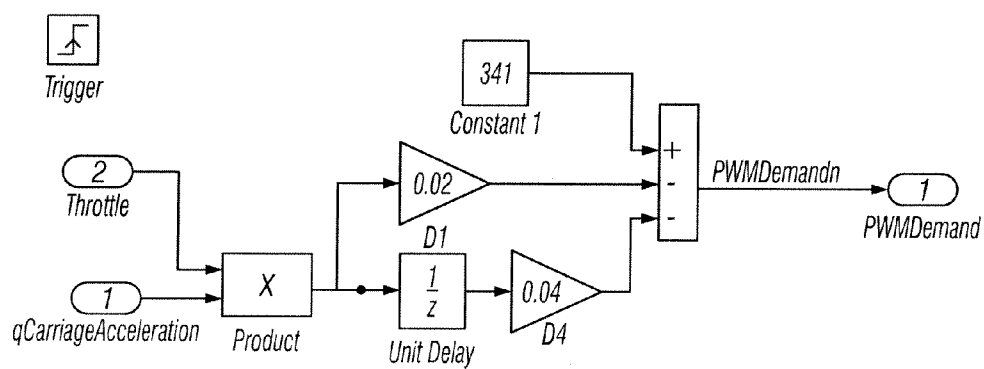 Trigger
341
Constant 1
2
Throttle
0.02
D1
+
-
-
PWMDemandn
1
PWMDemand
1
qCarriageAcceleration
X
Product
1
z
Unit Delay
0.04
D4